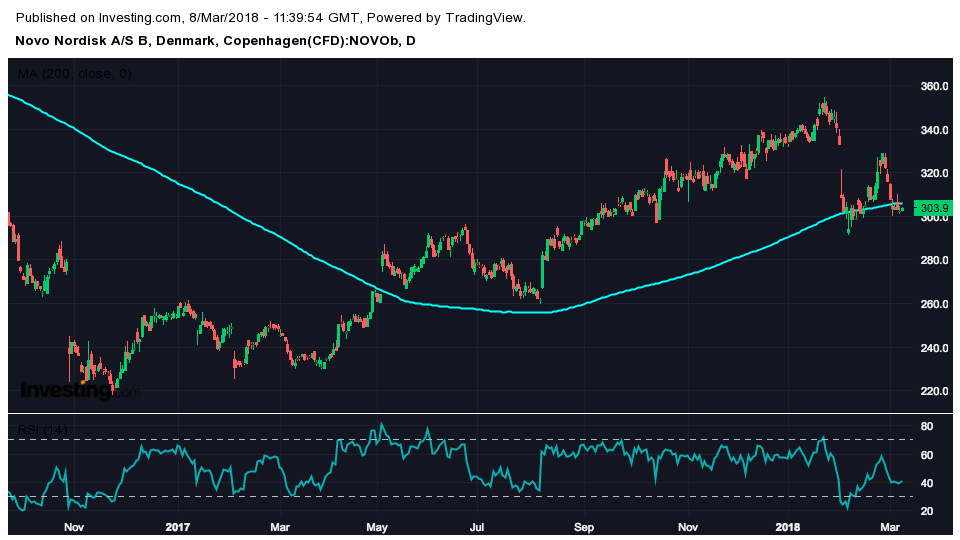 Published on Investing.com, 8/Mar/2018 - 11:39:54 GMT, Powered by TradingView.
Novo Nordisk A/S B, Denmark, Copenhagen(CFD):NOVOb, D
MA (200, close, 0)
360.0
340.0
320.0
303.9
300.0
280.0
260.0
240.0
220.0
Investing.com
RSI (14)
80
60
40
20
Nov 2017 Mar May Jul Sep Nov 2018 Mar